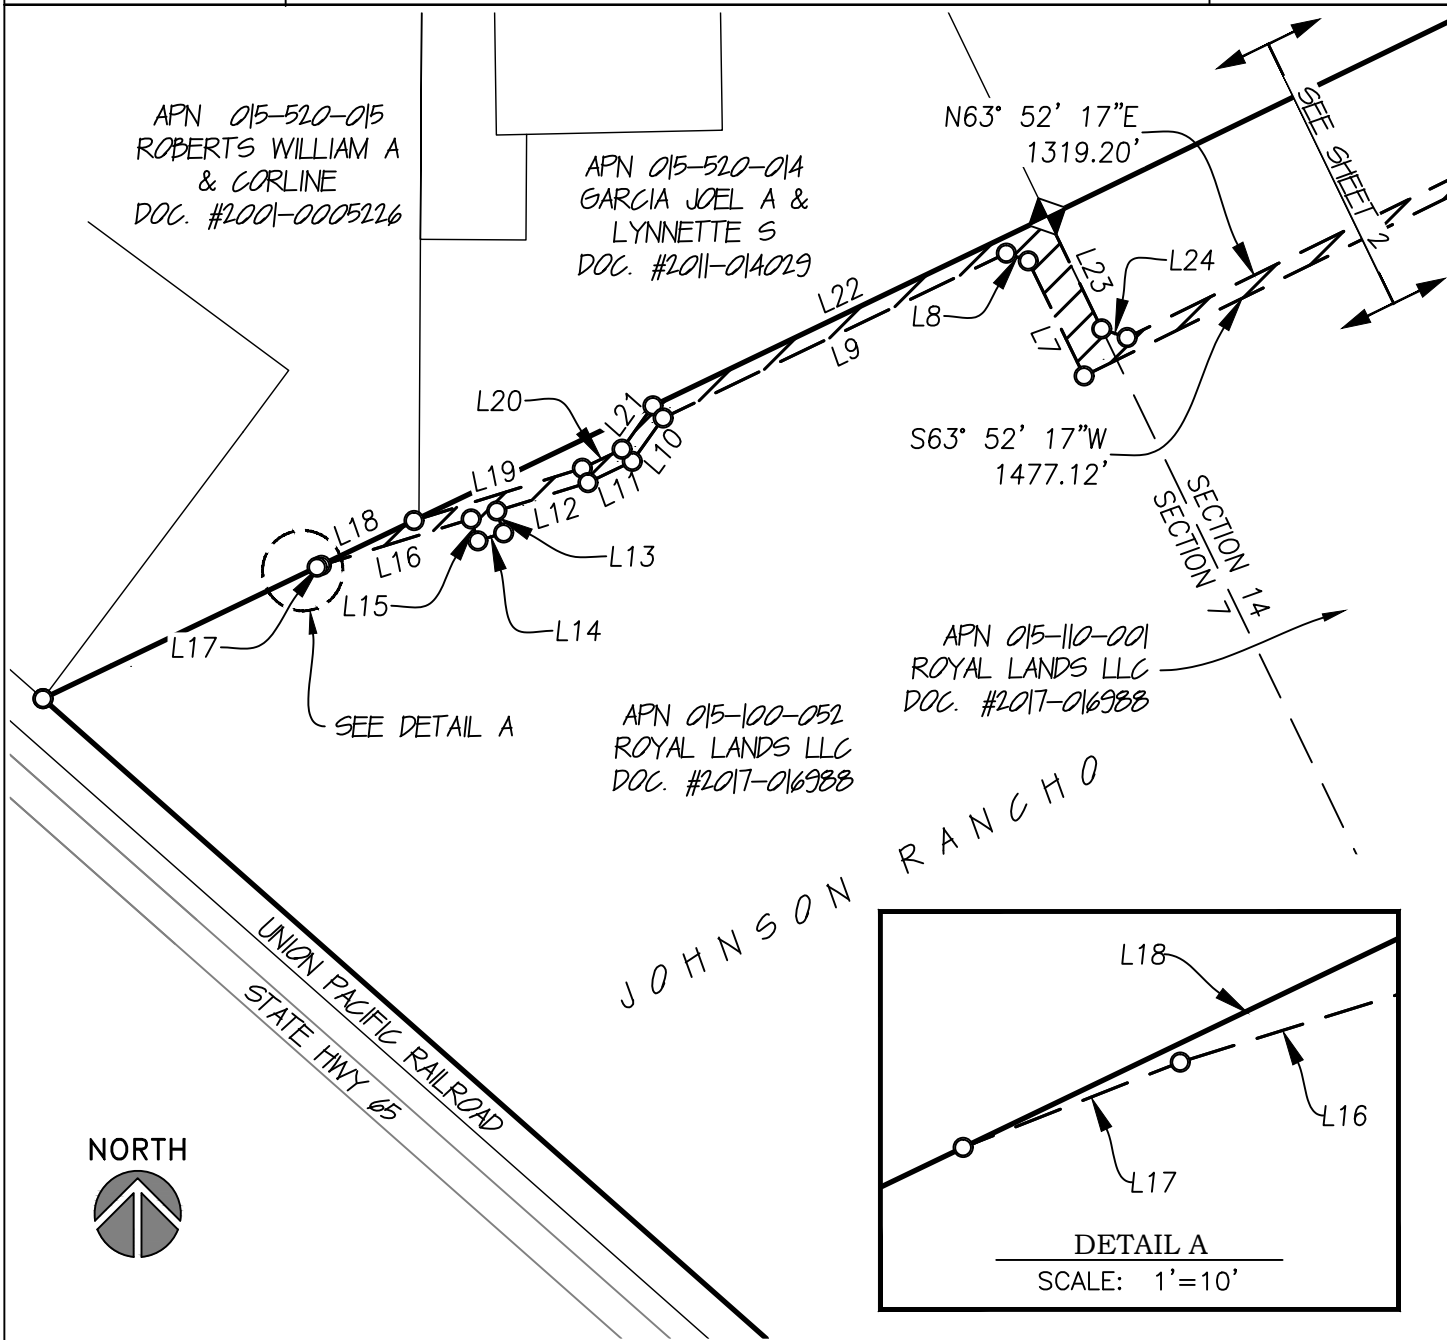 APN 015-520-015
ROBERTS WILLIAM A
& CORLINE
DOC. #2001-0005226
APN 015-520-014
GARCIA JOEL A &
LYNNETTE S
DOC. #2011-014029
N63° 52' 17"E
1319.20'
SEE SHEET 2
L22
L9
L8
L7
L23
L24
S63° 52' 17"W
1477.12'
L20
L21
L10
L19
L11
L12
L18
L16
L13
L15
L14
L17
SEE DETAIL A
SECTION 14
SECTION 7
APN 015-110-001
ROYAL LANDS LLC
DOC. #2017-016988
APN 015-100-052
ROYAL LANDS LLC
DOC. #2017-016988
JOHNSON RANCHO
UNION PACIFIC RAILROAD
STATE HWY 65
NORTH
L18
L16
L17
DETAIL A
SCALE: 1'=10'